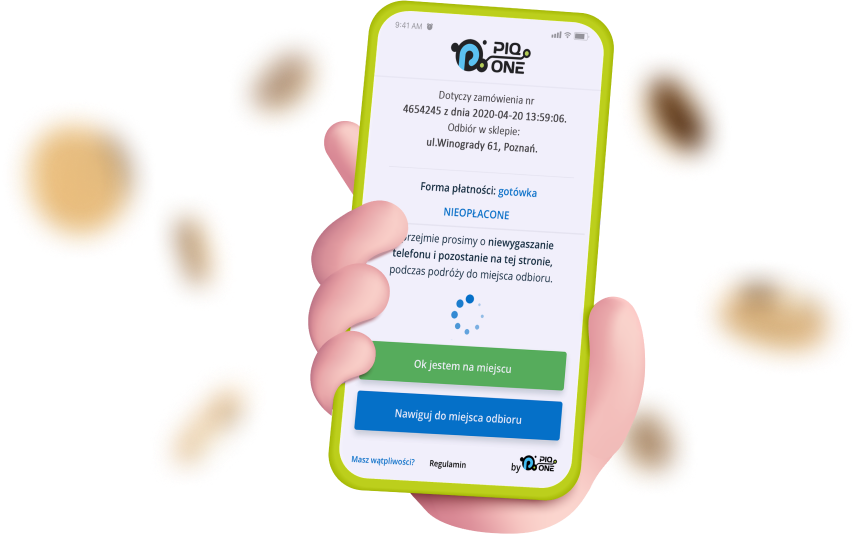 9:41 AM
PIQ
ONE
Dotyczy zamówienia nr
4654245 z dnia 2020-04-20 13:59:06.
Odbiór w sklepie:
ul.Winogrady 61, Poznań.
Forma płatności: gotówka
NIEOPŁACONE
rzejmie prosimy o niewygaszanie
telefonu i pozostanie na tej stronie,
podczas podróży do miejsca odbioru.
Ok jestem na miejscu
Nawiguj do miejsca odbioru
Masz wątpliwości? Regulamin by PIQ
ONE